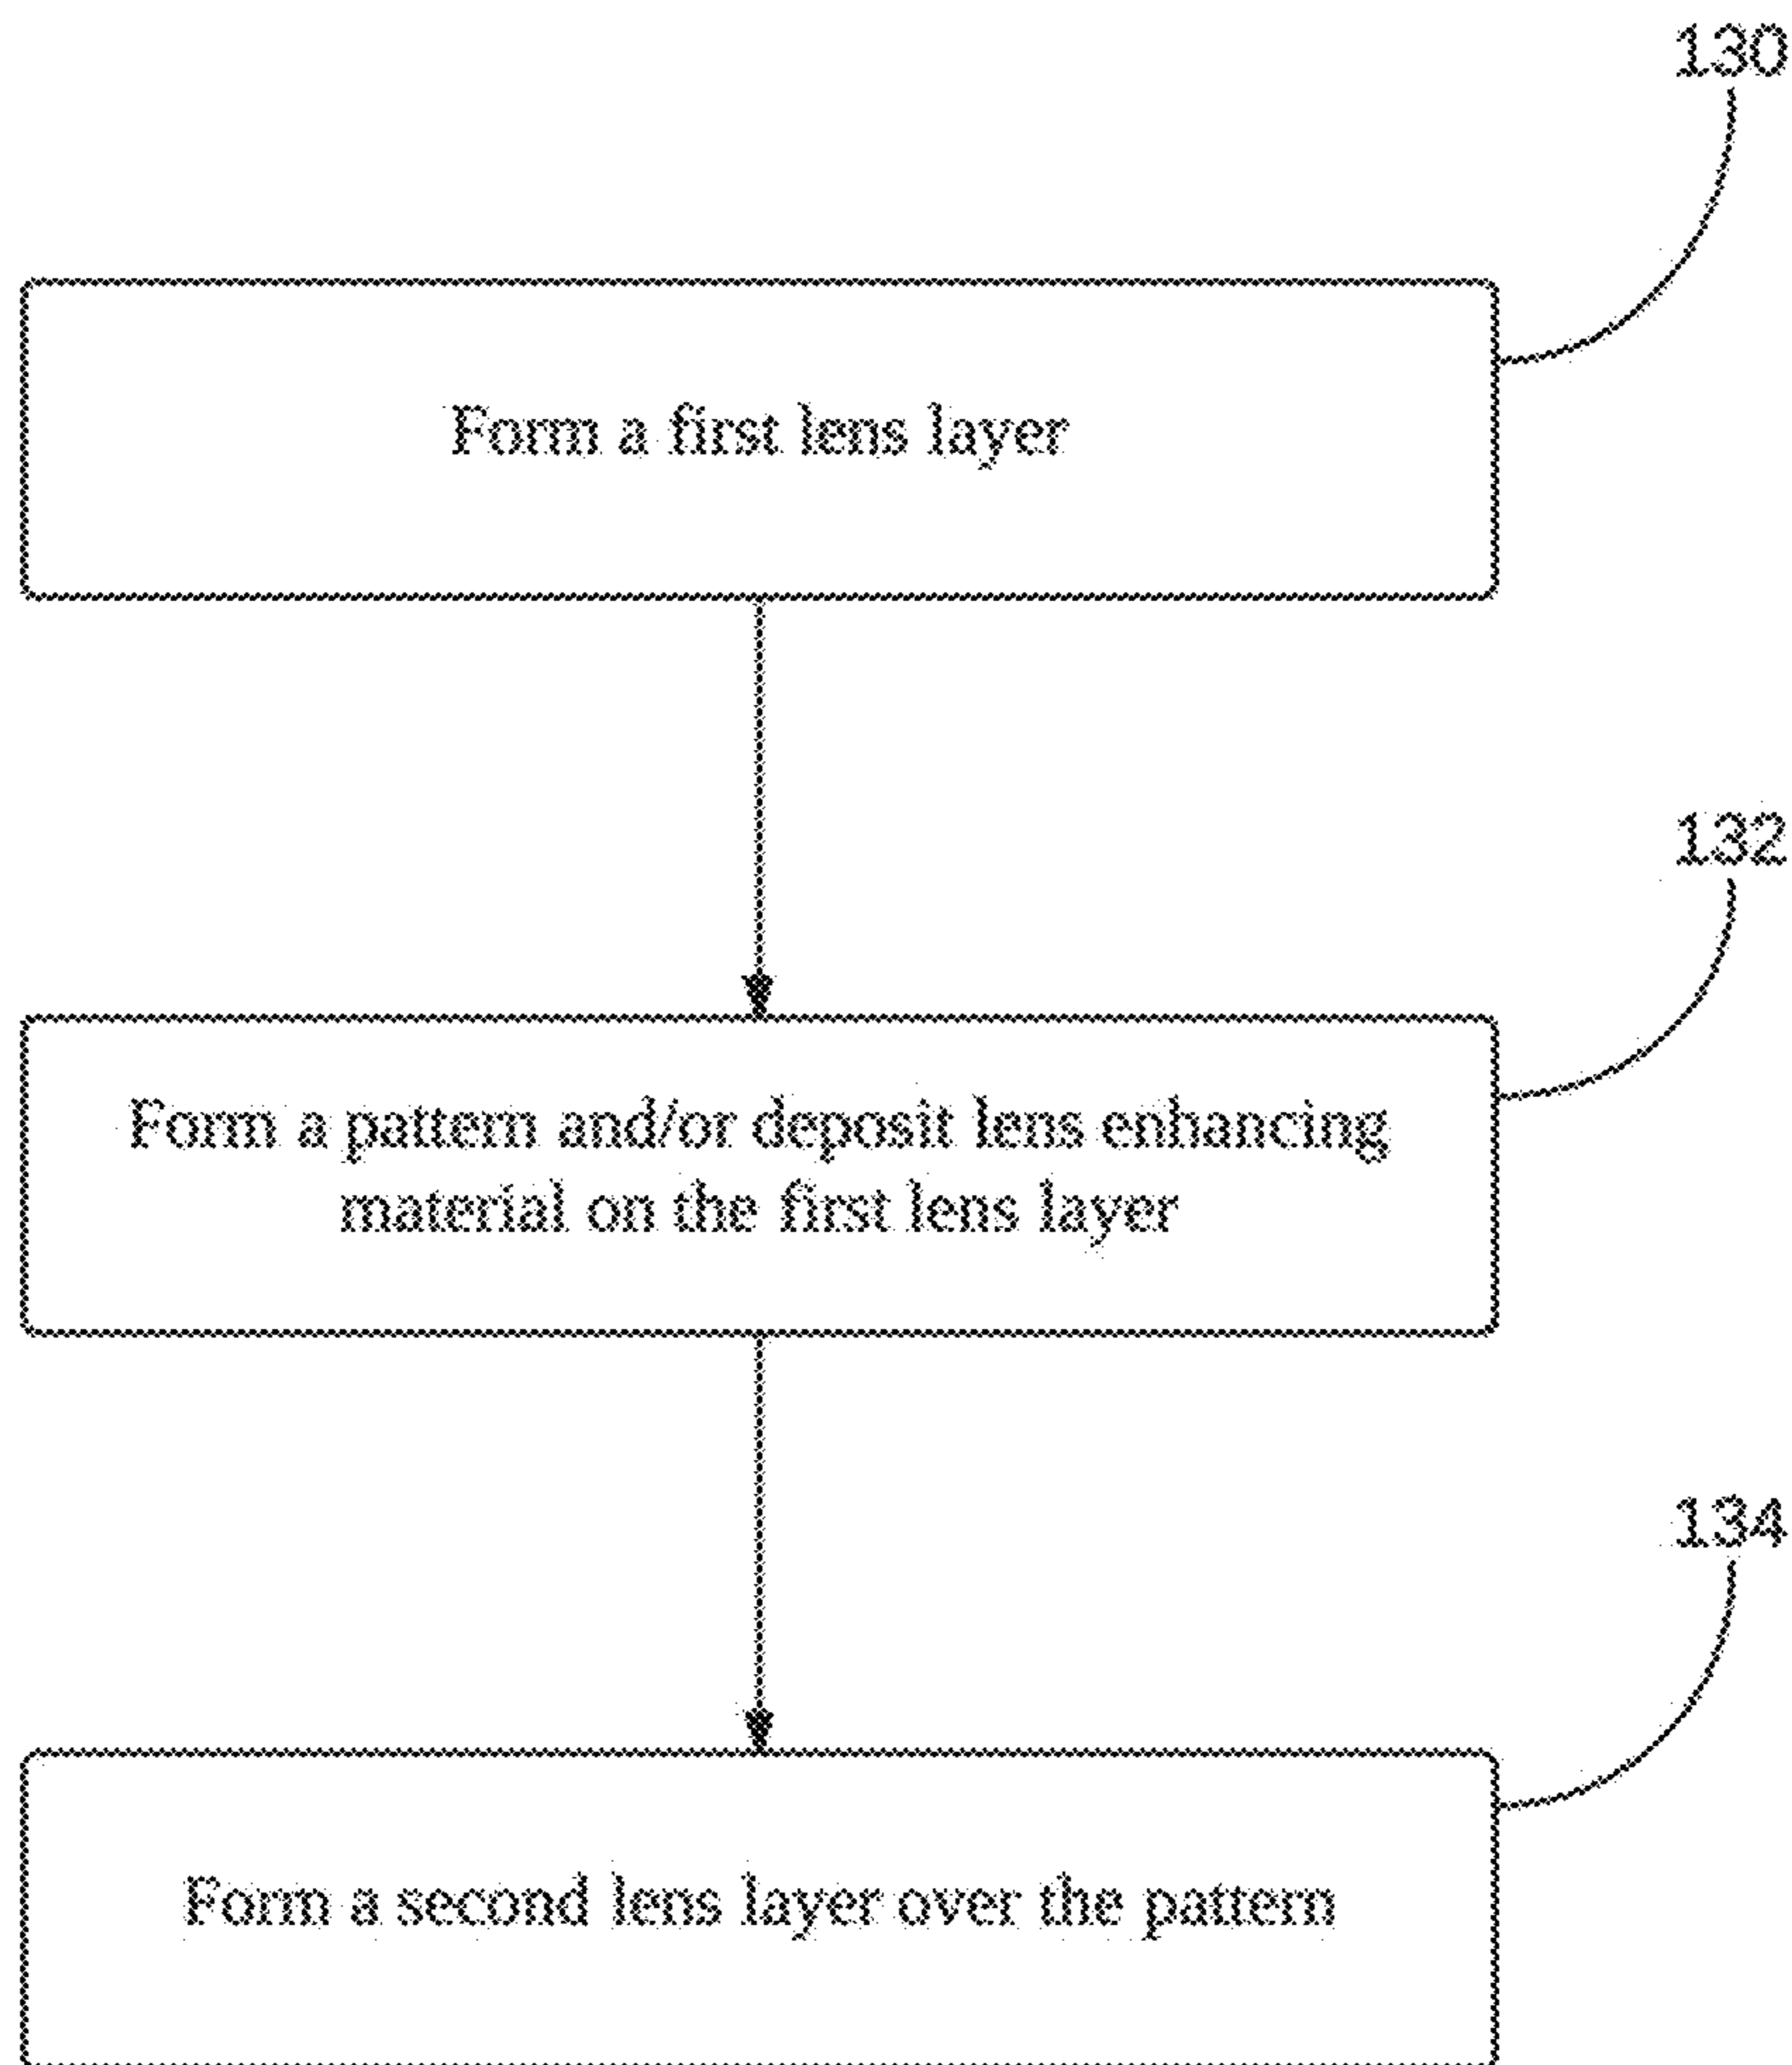 130
Form a first lens layer
132
Form a pattern and/or deposit lens enhancing
material on the first lens layer
134
Form a second lens layer over the pattern